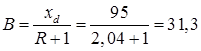 B = x_d / (R + 1) = 95 / (2,04 + 1) = 31,3